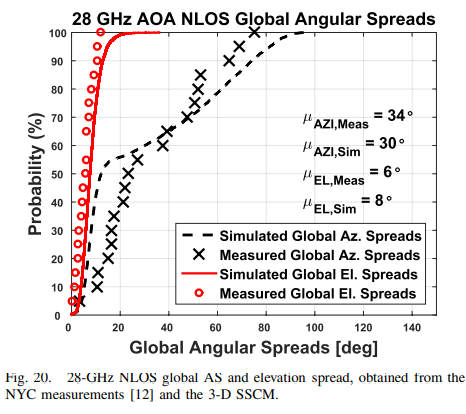 28 GHz AOA NLOS Global Angular Spreads
100
90
80
70
60
50
40
30
20
10
0
Probability (%)
μAZI,Meas = 34°
μAZI,Sim = 30°
μEL,Meas = 6°
μEL,Sim = 8°
Simulated Global Az. Spreads
Measured Global Az. Spreads
Simulated Global El. Spreads
Measured Global El. Spreads
0 20 40 60 80 100 120 140
Global Angular Spreads [deg]
Fig. 20. 28-GHz NLOS global AS and elevation spread, obtained from the
NYC measurements [12] and the 3-D SSCM.